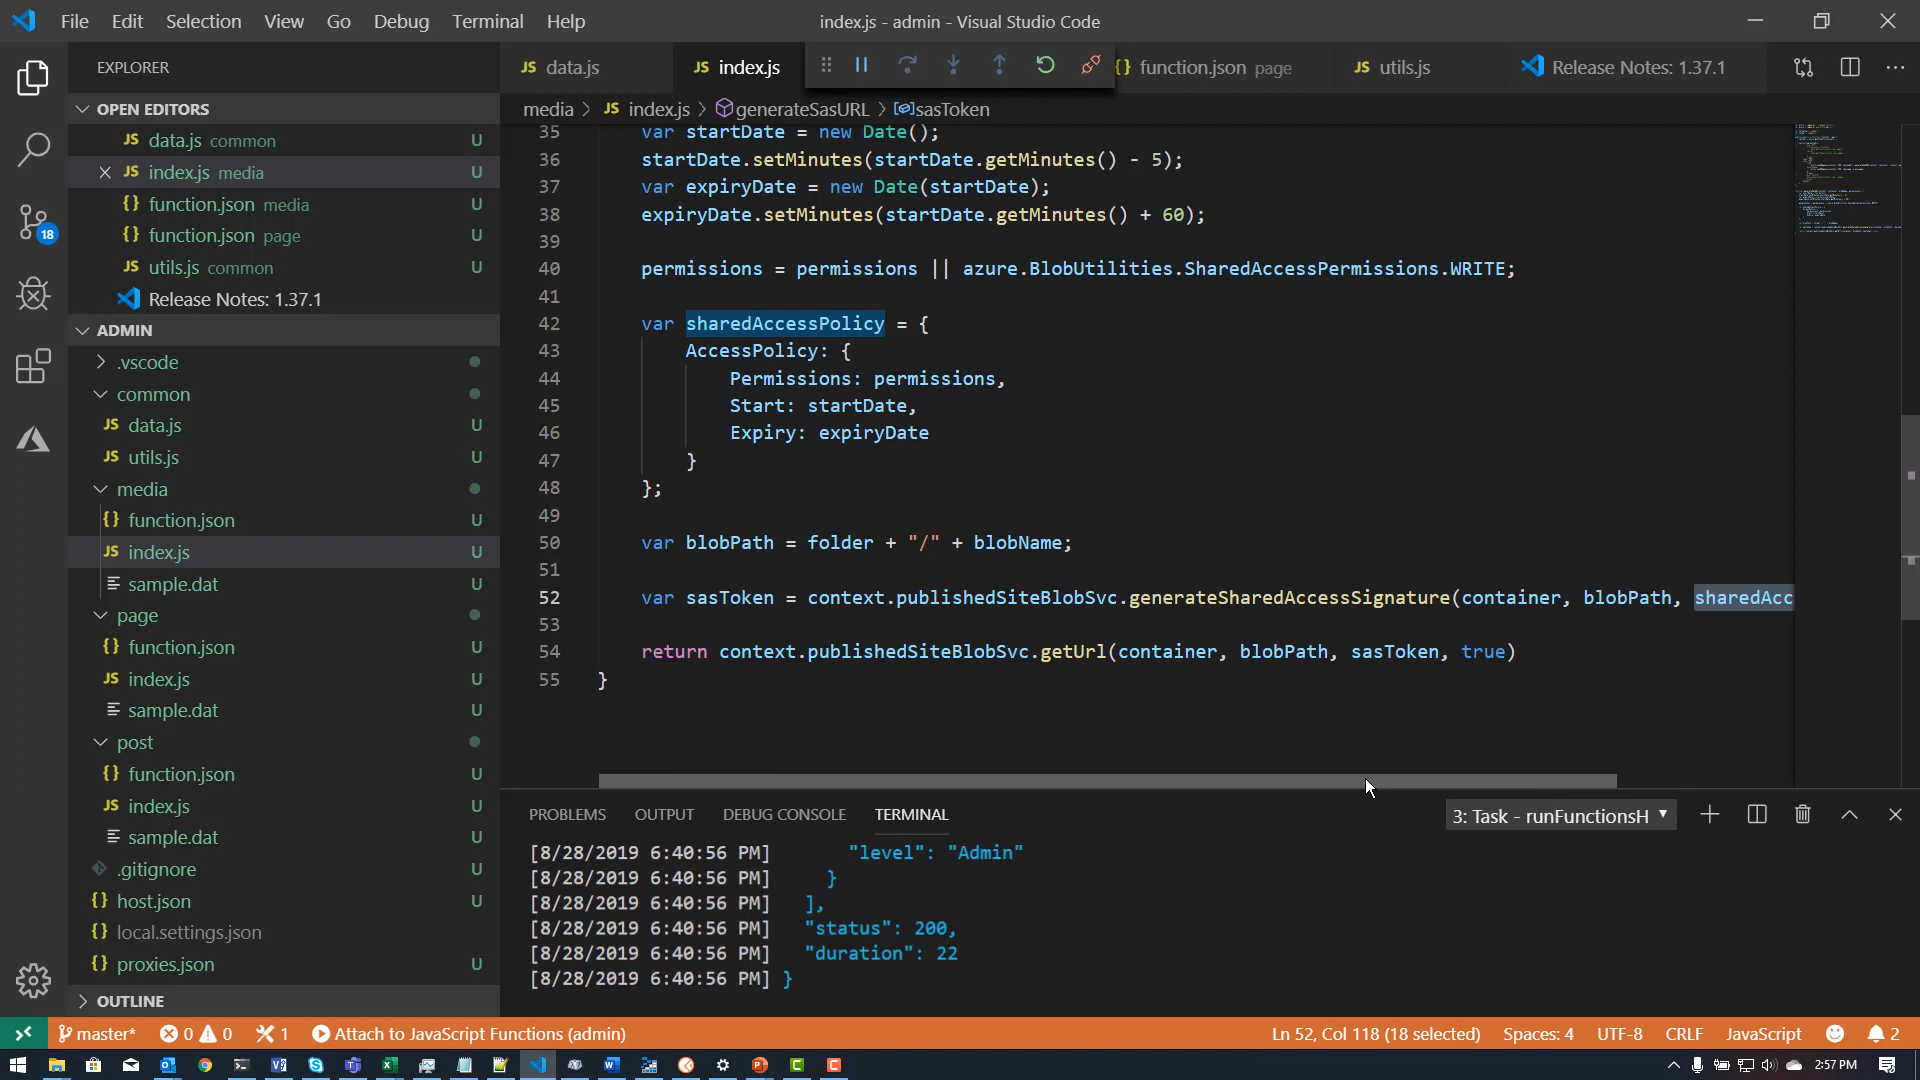 File Edit Selection View Go Debug Terminal Help
index.js - admin - Visual Studio Code
EXPLORER
JS data.js
JS index.js
{} function.json page
JS utils.js
Release Notes: 1.37.1
media > JS index.js > generateSasURL > sasToken
OPEN EDITORS
JS data.js common U
JS index.js media U
{} function.json media U
{} function.json page U
JS utils.js common U
Release Notes: 1.37.1
18
ADMIN
.vscode
common
JS data.js U
JS utils.js U
media
{} function.json U
JS index.js U
sample.dat U
page
{} function.json U
JS index.js U
sample.dat U
post
{} function.json U
JS index.js U
sample.dat U
.gitignore U
{} host.json U
{} local.settings.json
{} proxies.json U
OUTLINE
35 var startDate = new Date();
36 startDate.setMinutes(startDate.getMinutes() - 5);
37 var expiryDate = new Date(startDate);
38 expiryDate.setMinutes(startDate.getMinutes() + 60);
39
40 permissions = permissions || azure.BlobUtilities.SharedAccessPermissions.WRITE;
41
42 var sharedAccessPolicy = {
43 AccessPolicy: {
44 Permissions: permissions,
45 Start: startDate,
46 Expiry: expiryDate
47 }
48 };
49
50 var blobPath = folder + "/" + blobName;
51
52 var sasToken = context.publishedSiteBlobSvc.generateSharedAccessSignature(container, blobPath, sharedAcc
53
54 return context.publishedSiteBlobSvc.getUrl(container, blobPath, sasToken, true)
55 }
PROBLEMS OUTPUT DEBUG CONSOLE TERMINAL
3: Task - runFunctionsH
[8/28/2019 6:40:56 PM] "level": "Admin"
[8/28/2019 6:40:56 PM] }
[8/28/2019 6:40:56 PM] ],
[8/28/2019 6:40:56 PM] "status": 200,
[8/28/2019 6:40:56 PM] "duration": 22
[8/28/2019 6:40:56 PM] }
master* 0 0 1 Attach to JavaScript Functions (admin)
Ln 52, Col 118 (18 selected) Spaces: 4 UTF-8 CRLF JavaScript 2
2:57 PM